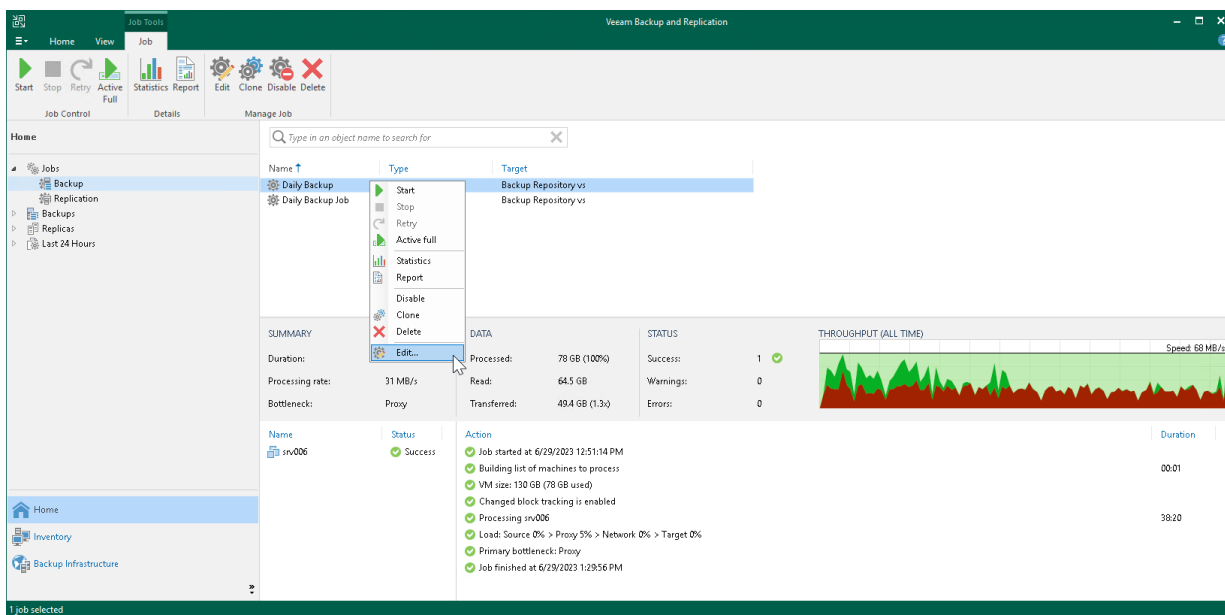 Job Tools
Veeam Backup and Replication
Home View Job
Start Stop Retry Active Full
Statistics Report
Edit Clone Disable Delete
Job Control Details Manage Job
Home
Type in an object name to search for
Jobs
Backup
Replication
Backups
Replicas
Last 24 Hours
Name Type Target
Daily Backup Backup Repository vs
Daily Backup Job Backup Repository vs
Start
Stop
Retry
Active full
Statistics
Report
Disable
Clone
Delete
Edit...
SUMMARY DATA STATUS THROUGHPUT (ALL TIME)
Speed: 68 MB/s
Duration: Processed: 78 GB (100%) Success: 1
Processing rate: 31 MB/s Read: 64.5 GB Warnings: 0
Bottleneck: Proxy Transferred: 49.4 GB (1.3x) Errors: 0
Name Status Action Duration
srv006 Success
Job started at 6/29/2023 12:51:14 PM
Building list of machines to process 00:01
VM size: 130 GB (78 GB used)
Changed block tracking is enabled
Processing srv006 38:20
Load: Source 0% > Proxy 5% > Network 0% > Target 0%
Primary bottleneck: Proxy
Job finished at 6/29/2023 1:29:56 PM
Home
Inventory
Backup Infrastructure
1 job selected